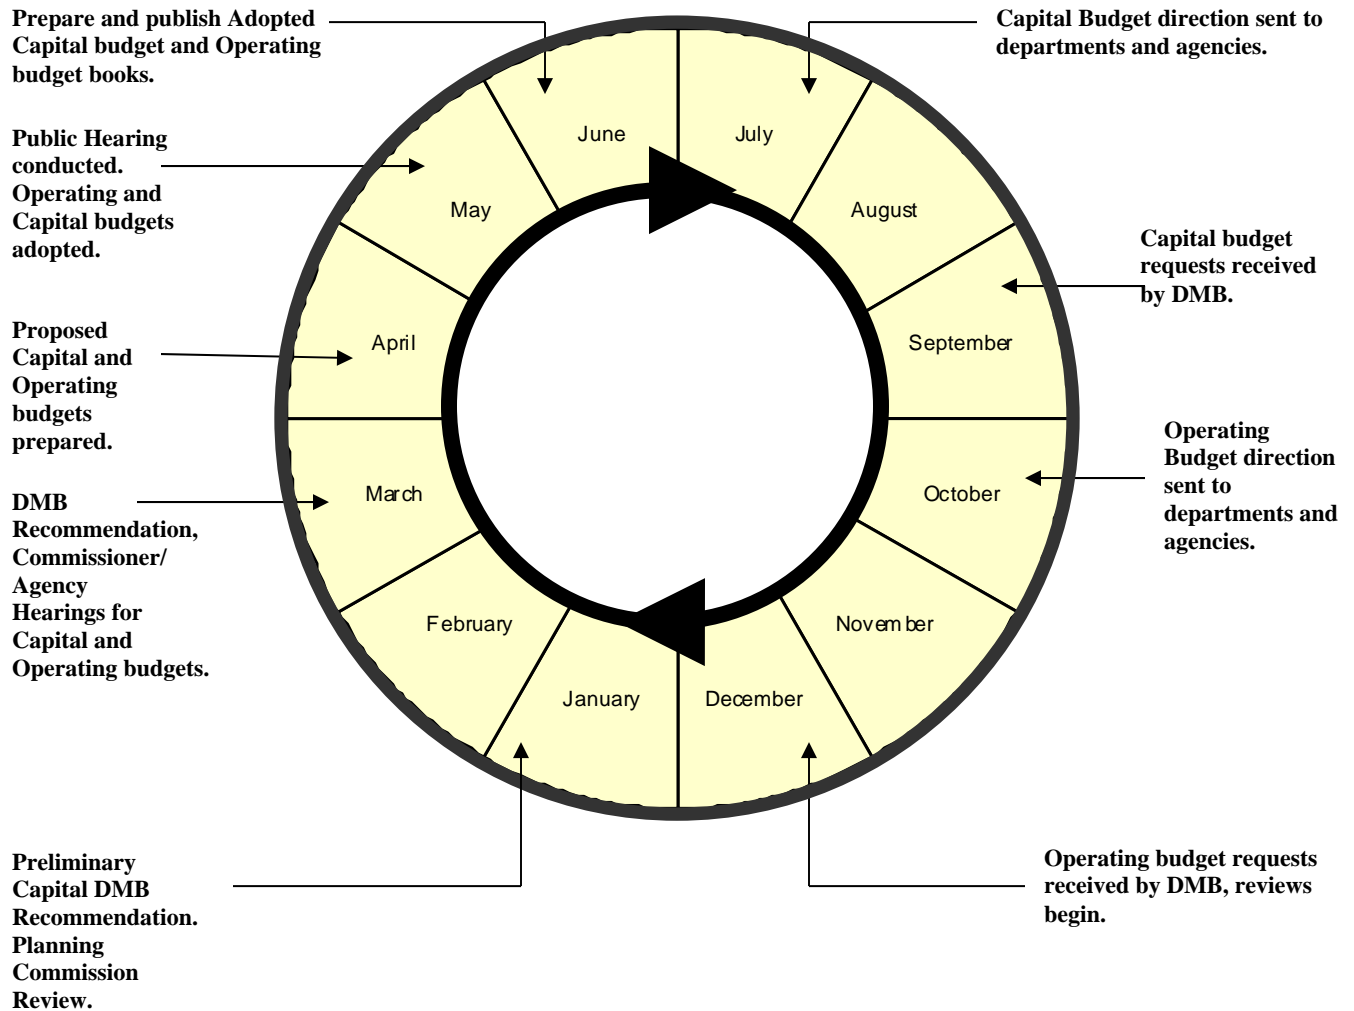 Prepare and publish Adopted
Capital budget and Operating
budget books.
Capital Budget direction sent to
departments and agencies.
Public Hearing
conducted.
Operating and
Capital budgets
adopted.
June
July
May
August
Capital budget
requests received
by DMB.
Proposed
Capital and
Operating
budgets
prepared.
April
September
Operating
Budget direction
sent to
departments and
agencies.
DMB
Recommendation,
Commissioner/
Agency
Hearings for
Capital and
Operating budgets.
March
October
February
November
January
December
Preliminary
Capital DMB
Recommendation.
Planning
Commission
Review.
Operating budget requests
received by DMB, reviews
begin.